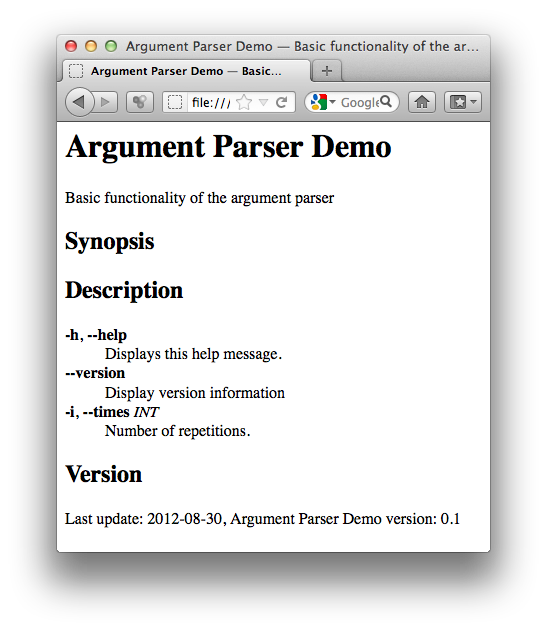 Argument Parser Demo — Basic functionality of the ar...
Argument Parser Demo — Basic...
file:///
Google
Argument Parser Demo
Basic functionality of the argument parser
Synopsis
Description
-h, --help
Displays this help message.
--version
Display version information
-i, --times INT
Number of repetitions.
Version
Last update: 2012-08-30, Argument Parser Demo version: 0.1